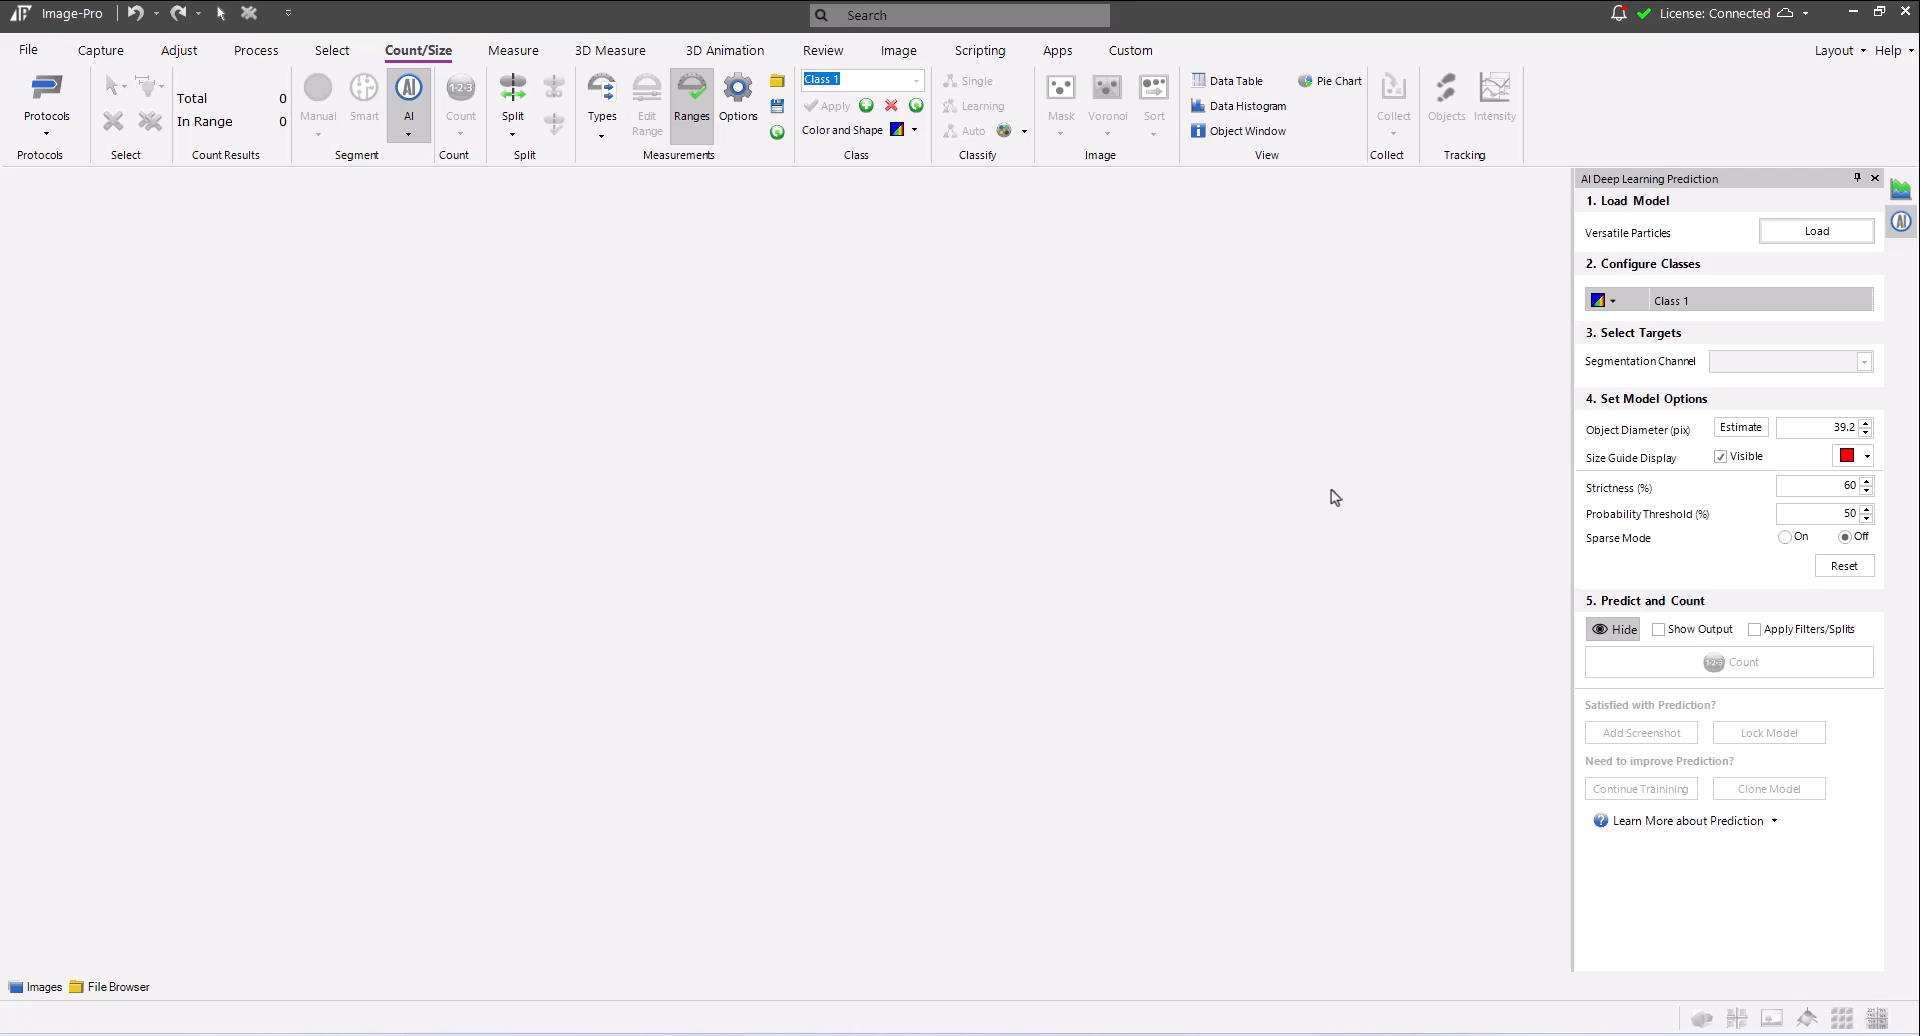 Image-Pro
Search
License: Connected
File Capture Adjust Process Select Count/Size Measure 3D Measure 3D Animation Review Image Scripting Apps Custom Layout Help
Protocols
Protocols
Select
Total 0
In Range 0
Count Results
Manual Smart AI
Segment
1-2-3
Count
Count
Split
Split
Types Edit Range Ranges Options
Measurements
Class 1
Apply
Color and Shape
Class
Single
Learning
Auto
Classify
Mask Voronoi Sort
Image
Data Table Pie Chart
Data Histogram
Object Window
View
Collect
Collect
Objects Intensity
Tracking
AI Deep Learning Prediction
1. Load Model
Versatile Particles Load
2. Configure Classes
Class 1
3. Select Targets
Segmentation Channel
4. Set Model Options
Object Diameter (pix) Estimate 39.2
Size Guide Display Visible
Strictness (%) 60
Probability Threshold (%) 50
Sparse Mode On Off
Reset
5. Predict and Count
Hide Show Output Apply Filters/Splits
1-2-3 Count
Satisfied with Prediction?
Add Screenshot Lock Model
Need to improve Prediction?
Continue Trainining Clone Model
Learn More about Prediction
AI
Images File Browser